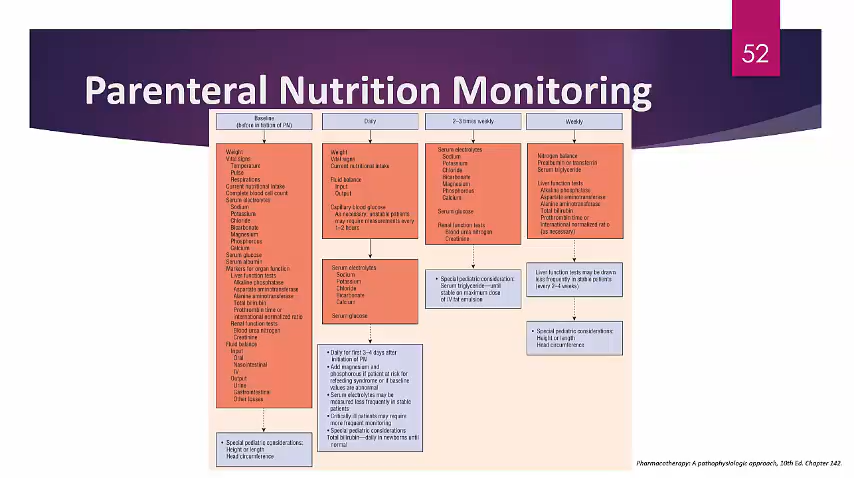 52
Parenteral Nutrition Monitoring
Baseline
(before initiation of PN)
Weight
Vital signs
Temperature
Pulse
Respirations
Current nutritional intake
Complete blood cell count
Serum electrolytes
Sodium
Potassium
Chloride
Bicarbonate
Magnesium
Phosphorous
Calcium
Serum glucose
Serum albumin
Markers for organ function
Liver function tests
Alkaline phosphatase
Aspartate aminotransferase
Alanine aminotransferase
Total bilirubin
Prothrombin time or
international normalized ratio
Renal function tests
Blood urea nitrogen
Creatinine
Fluid balance
Input
Oral
Nasointestinal
IV
Output
Urine
Gastrointestinal
Other losses
• Special pediatric considerations:
Height or length
Head circumference
Daily
Weight
Vital signs
Current nutritional intake
Fluid balance
Input
Output
Capillary blood glucose
As necessary; unstable patients
may require measurements every
1–2 hours
Serum electrolytes
Sodium
Potassium
Chloride
Bicarbonate
Calcium
Serum glucose
• Daily for first 3–4 days after
initiation of PN
• Add magnesium and
phosphorous if patient at risk for
refeeding syndrome or if baseline
values are abnormal
• Serum electrolytes may be
measured less frequently in stable
patients
• Critically ill patients may require
more frequent monitoring
• Special pediatric considerations
Total bilirubin—daily in newborns until
normal
2–3 times weekly
Serum electrolytes
Sodium
Potassium
Chloride
Bicarbonate
Magnesium
Phosphorous
Calcium
Serum glucose
Renal function tests
Blood urea nitrogen
Creatinine
• Special pediatric consideration:
Serum triglyceride—until
stable on maximum dose
of IV fat emulsion
Weekly
Nitrogen balance
Prealbumin or transferrin
Serum triglyceride
Liver function tests
Alkaline phosphatase
Aspartate aminotransferase
Alanine aminotransferase
Total bilirubin
Prothrombin time or
international normalized ratio
(as necessary)
Liver function tests may be drawn
less frequently in stable patients
(every 2–4 weeks)
• Special pediatric considerations:
Height or length
Head circumference
Pharmacotherapy: A pathophysiologic approach, 10th Ed. Chapter 142.